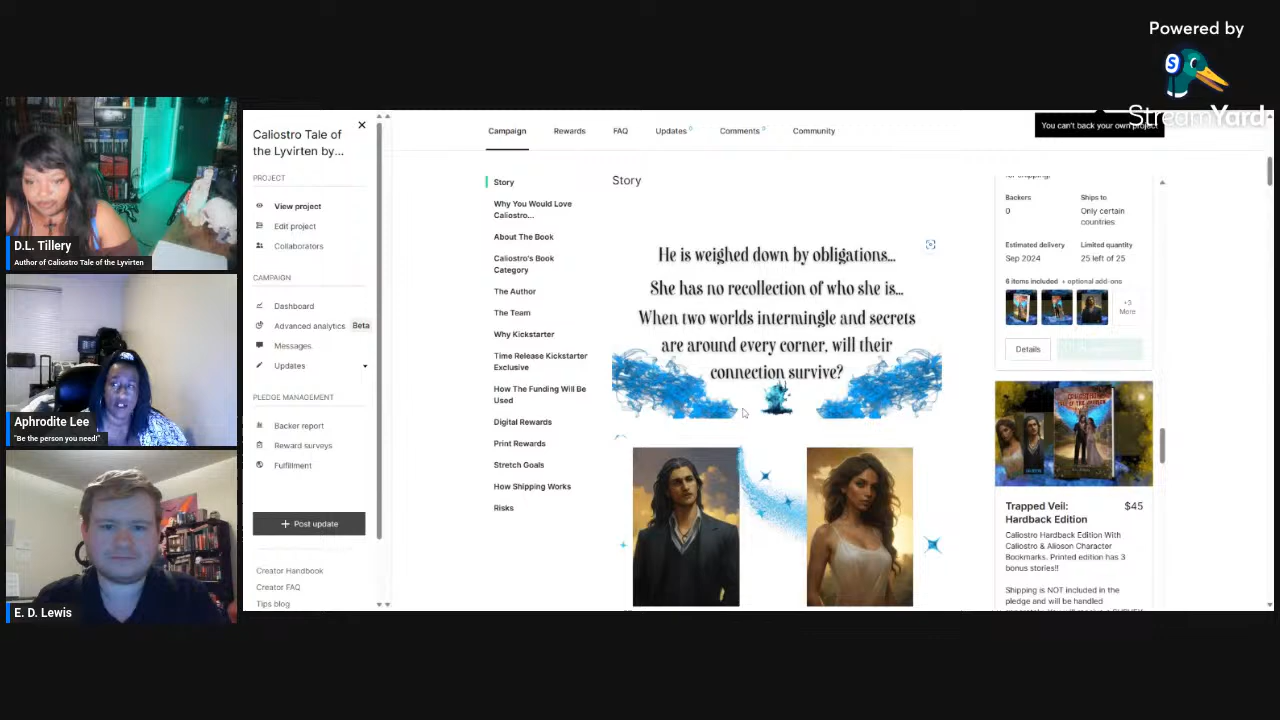 Powered by
S
StreamYard
D.L. Tillery
Author of Caliostro Tale of the Lyvirten
Aphrodite Lee
"Be the person you need!"
E. D. Lewis
Caliostro Tale of
the Lyvirten by...
PROJECT
View project
Edit project
Collaborators
CAMPAIGN
Dashboard
Advanced analytics Beta
Messages
Updates
PLEDGE MANAGEMENT
Backer report
Reward surveys
Fulfillment
+ Post update
Creator Handbook
Creator FAQ
Tips blog
Campaign Rewards FAQ Updates 0 Comments 0 Community
You can't back your own project
Story
Why You Would Love
Caliostro...
About The Book
Caliostro's Book
Category
The Author
The Team
Why Kickstarter
Time Release Kickstarter
Exclusive
How The Funding Will Be
Used
Digital Rewards
Print Rewards
Stretch Goals
How Shipping Works
Risks
Story
He is weighed down by obligations...
She has no recollection of who she is...
When two worlds intermingle and secrets
are around every corner, will their
connection survive?
for shipping!
Backers
0
Ships to
Only certain
countries
Estimated delivery
Sep 2024
Limited quantity
25 left of 25
6 items included + optional add-ons
+3
More
Details
Trapped Veil:
Hardback Edition
$45
Caliostro Hardback Edition With
Caliostro & Alioson Character
Bookmarks. Printed edition has 3
bonus stories!!
Shipping is NOT included in the
pledge and will be handled